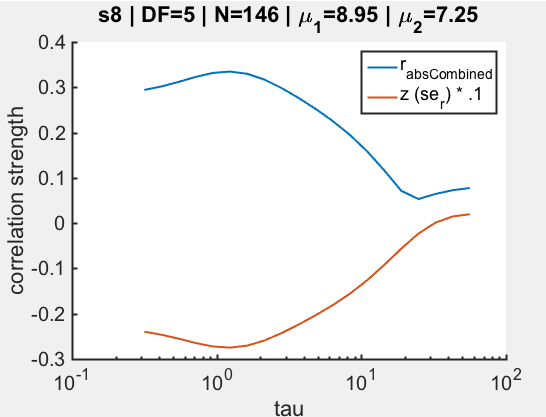 s8 | DF=5 | N=146 | μ1=8.95 | μ2=7.25
0.4
0.3
0.2
0.1
0
-0.1
-0.2
-0.3
correlation strength
rabsCombined
z (ser) * .1
10-1
100
101
102
tau